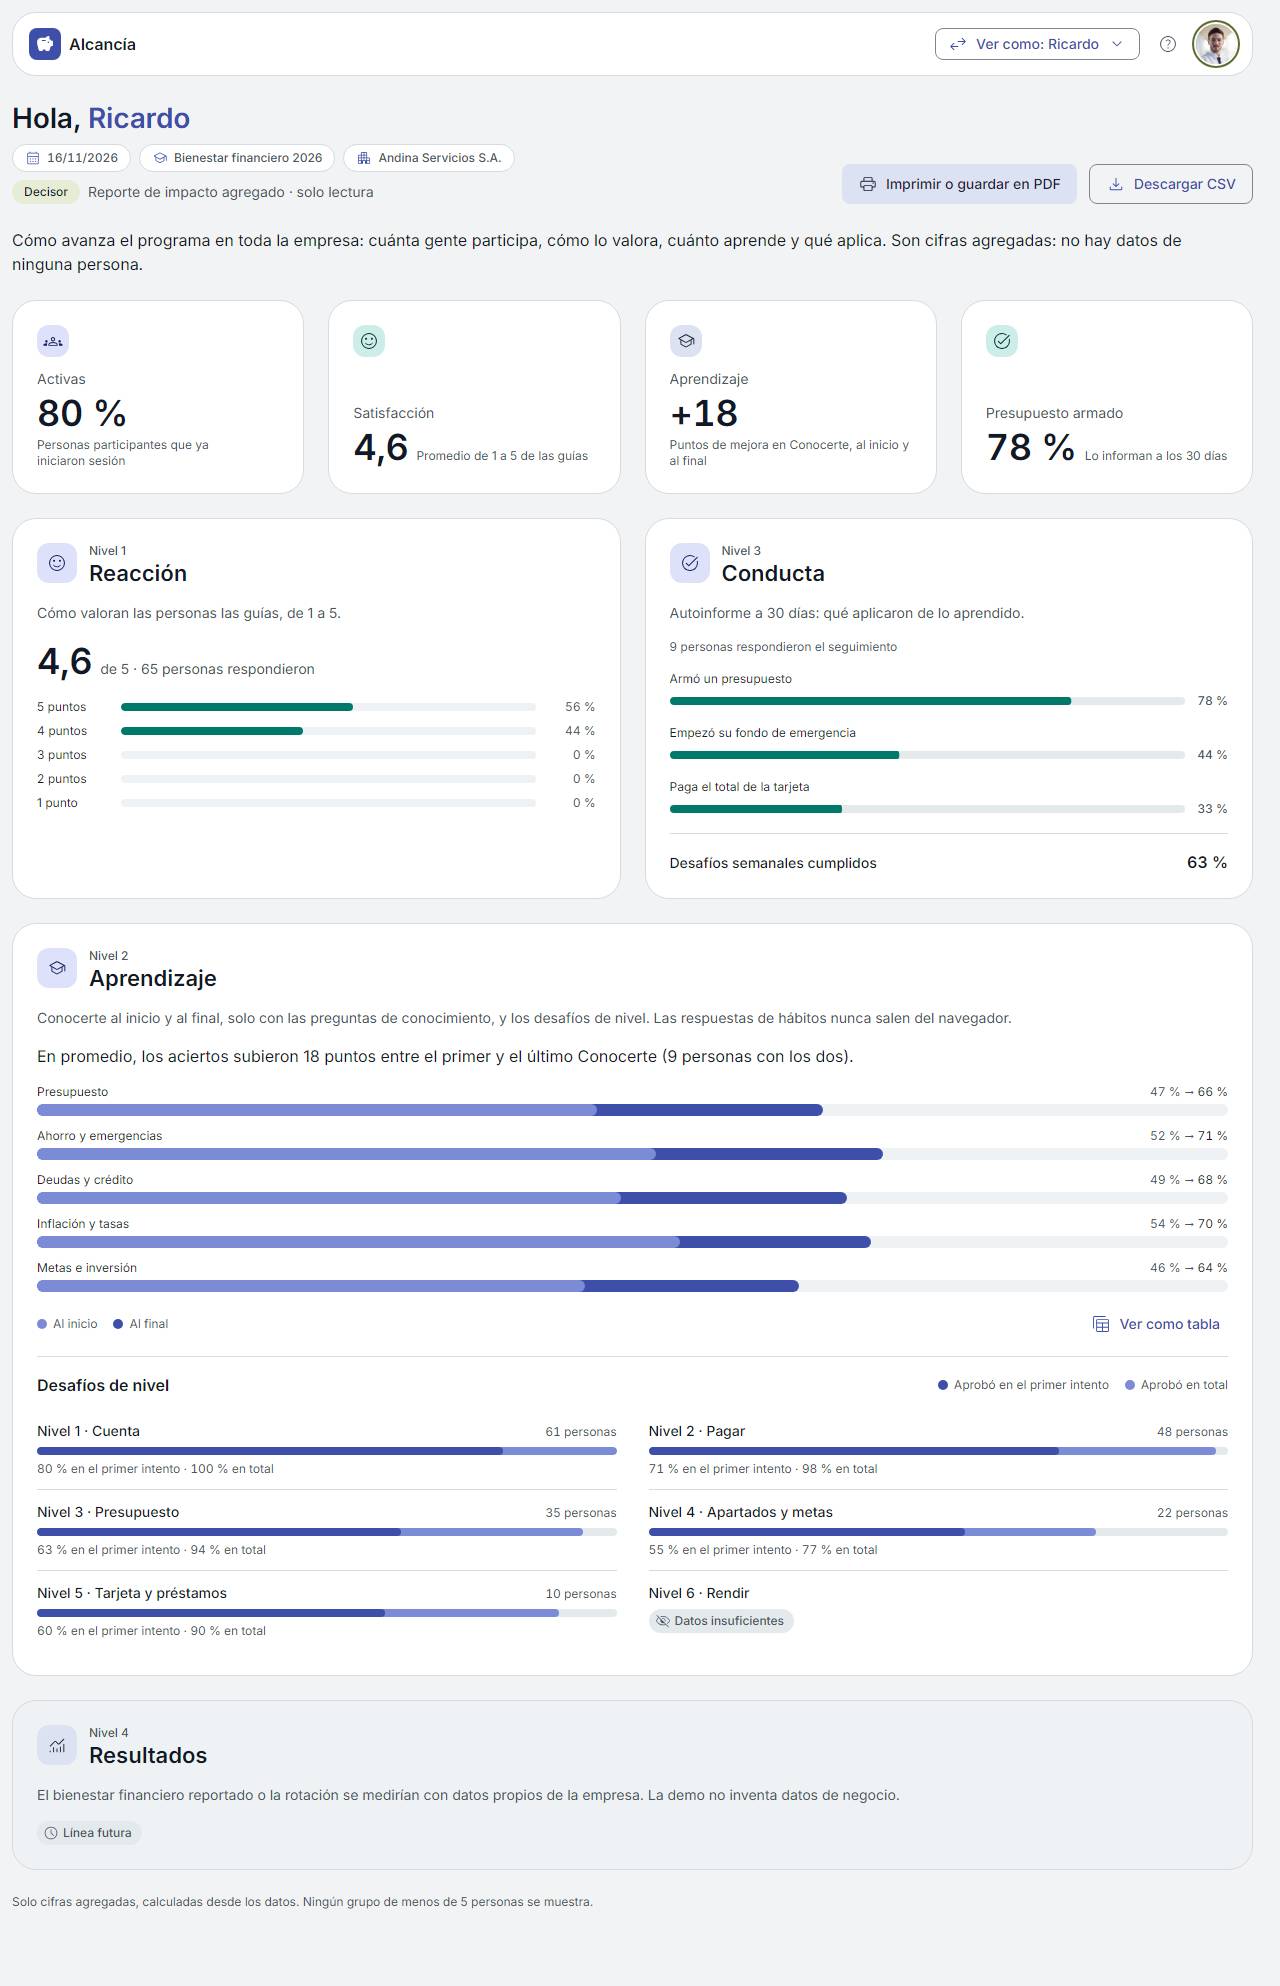 Alcancía
Ver como: Ricardo
Hola, Ricardo
16/11/2026
Bienestar financiero 2026
Andina Servicios S.A.
Decisor
Reporte de impacto agregado · solo lectura
Imprimir o guardar en PDF
Descargar CSV
Cómo avanza el programa en toda la empresa: cuánta gente participa, cómo lo valora, cuánto aprende y qué aplica. Son cifras agregadas: no hay datos de
ninguna persona.
Activas
80 %
Personas participantes que ya
iniciaron sesión
Satisfacción
4,6 Promedio de 1 a 5 de las guías
Aprendizaje
+18
Puntos de mejora en Conocerte, al inicio y
al final
Presupuesto armado
78 % Lo informan a los 30 días
Nivel 1
Reacción
Cómo valoran las personas las guías, de 1 a 5.
4,6 de 5 · 65 personas respondieron
5 puntos 56 %
4 puntos 44 %
3 puntos 0 %
2 puntos 0 %
1 punto 0 %
Nivel 3
Conducta
Autoinforme a 30 días: qué aplicaron de lo aprendido.
9 personas respondieron el seguimiento
Armó un presupuesto
78 %
Empezó su fondo de emergencia
44 %
Paga el total de la tarjeta
33 %
Desafíos semanales cumplidos 63 %
Nivel 2
Aprendizaje
Conocerte al inicio y al final, solo con las preguntas de conocimiento, y los desafíos de nivel. Las respuestas de hábitos nunca salen del navegador.
En promedio, los aciertos subieron 18 puntos entre el primer y el último Conocerte (9 personas con los dos).
Presupuesto 47 % → 66 %
Ahorro y emergencias 52 % → 71 %
Deudas y crédito 49 % → 68 %
Inflación y tasas 54 % → 70 %
Metas e inversión 46 % → 64 %
Al inicio Al final
Ver como tabla
Desafíos de nivel
Aprobó en el primer intento Aprobó en total
Nivel 1 · Cuenta 61 personas
80 % en el primer intento · 100 % en total
Nivel 2 · Pagar 48 personas
71 % en el primer intento · 98 % en total
Nivel 3 · Presupuesto 35 personas
63 % en el primer intento · 94 % en total
Nivel 4 · Apartados y metas 22 personas
55 % en el primer intento · 77 % en total
Nivel 5 · Tarjeta y préstamos 10 personas
60 % en el primer intento · 90 % en total
Nivel 6 · Rendir
Datos insuficientes
Nivel 4
Resultados
El bienestar financiero reportado o la rotación se medirían con datos propios de la empresa. La demo no inventa datos de negocio.
Línea futura
Solo cifras agregadas, calculadas desde los datos. Ningún grupo de menos de 5 personas se muestra.